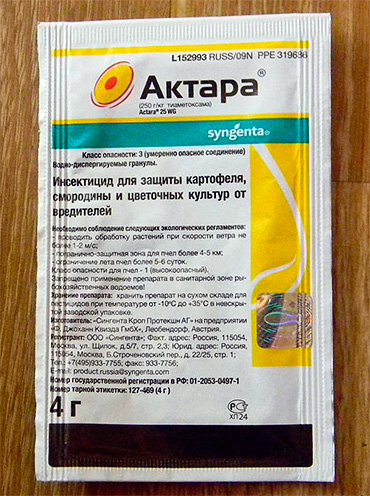 L152993 RUSS/09N PPE 319686
Актара®
(250 г/кг тиаметоксама)
Actara® 25 WG
syngenta
Класс опасности: 3 (умеренно опасное соединение)
Водно-диспергируемые гранулы.
Инсектицид для защиты картофеля,
смородины и цветочных культур от
вредителей
Необходимо соблюдение следующих экологических регламентов:
- проводить обработку растений при скорости ветра не
более 1-2 м/с;
- погранично-защитная зона для пчел более 4-5 км;
- ограничение лета пчел более 5-6 суток.
Класс опасности для пчел - 1 (высокоопасный).
Запрещено применение препарата в санитарной зоне ры-
бохозяйственных водоемов!
Хранение препарата: хранить препарат на сухом складе для
пестицидов при температуре от -10°C до +35°C в невскры-
той заводской упаковке.
Изготовитель: «Сингента Кроп Протекшн АГ» на предприятии
Джоханн Квизда ГмбХ», Леобендорф, Австрия.
Регистрант: ООО «Сингента»; Факт. адрес: Россия, 115054,
Москва, ул. Щипок, д.5/7, стр. 2,3; Юрид. адрес: Россия,
115054, Москва, Б.Строченовский пер., д. 22/25, стр. 1;
Тел.: +7(495)933-7755; факс: 933-7756;
E-mail: product.russia@syngenta.com
Номер государственной регистрации в РФ: 01-2053-0497-1
Номер тарной этикетки: 127-469 (4 г)
4 г
ХП24